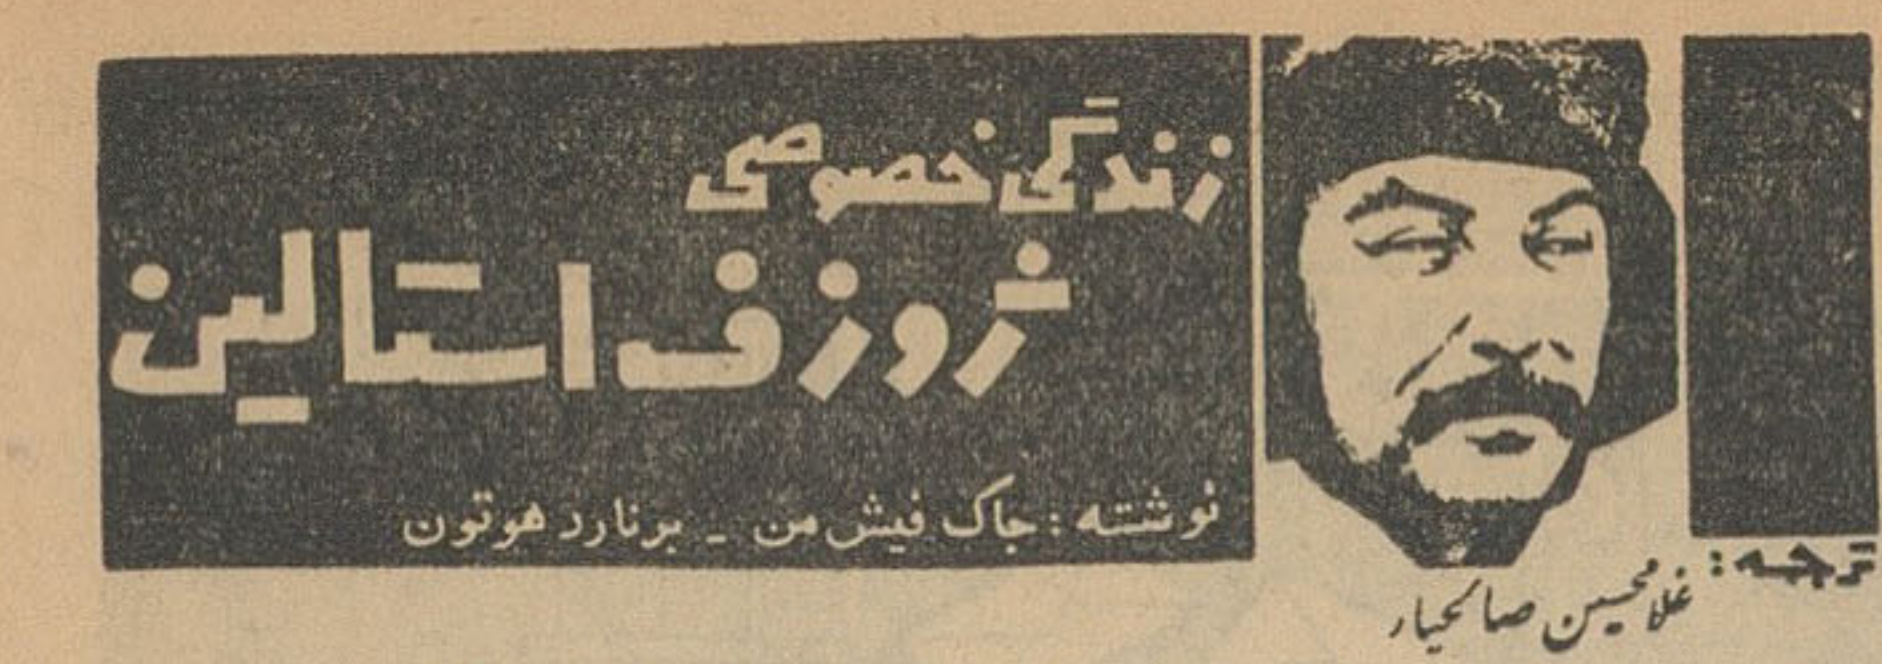 زندگی خصوصی
ژوزف استالین
نوشته : جاک فیش من - برنارد هوتون
ترجمه :
غلامحسین صالحیار